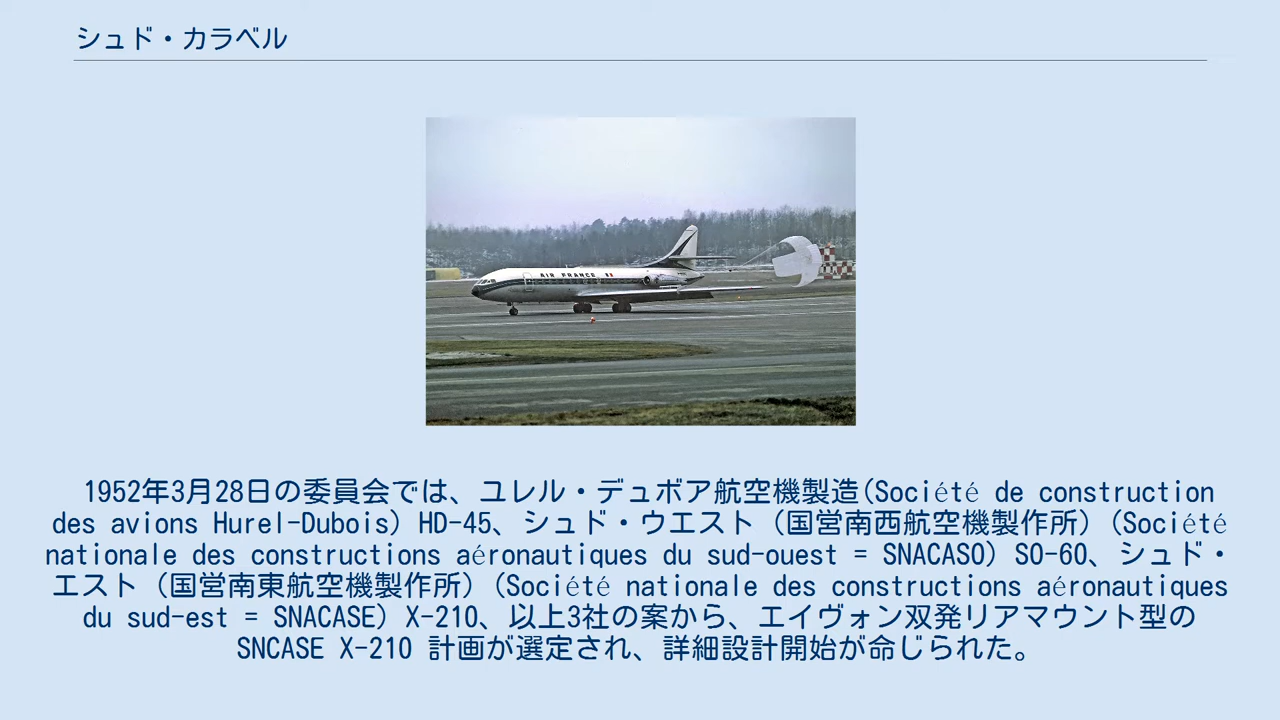 シュド・カラベル
AIR FRANCE
1952年3月28日の委員会では、ユレル・デュボア航空機製造(Société de construction
des avions Hurel-Dubois) HD-45、シュド・ウエスト (国営南西航空機製作所) (Société
nationale des constructions aéronautiques du sud-ouest = SNACASO) SO-60、シュド・
エスト (国営南東航空機製作所) (Société nationale des constructions aéronautiques
du sud-est = SNACASE) X-210、以上3社の案から、エイヴォン双発リアマウント型の
SNCASE X-210 計画が選定され、詳細設計開始が命じられた。